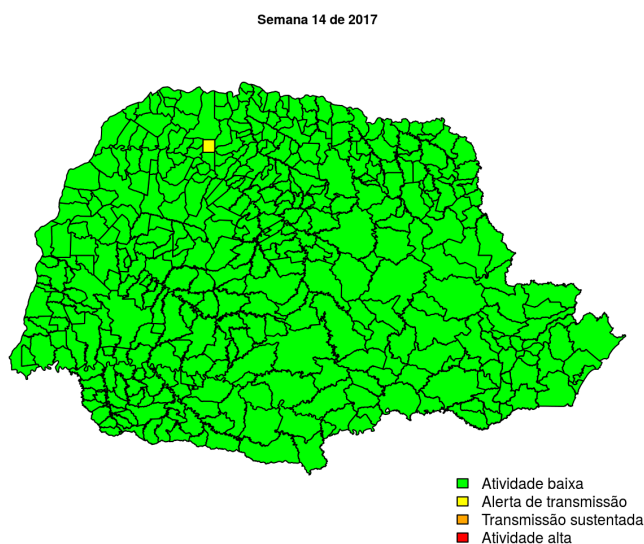 Semana 14 de 2017
Atividade baixa
Alerta de transmissão
Transmissão sustentada
Atividade alta